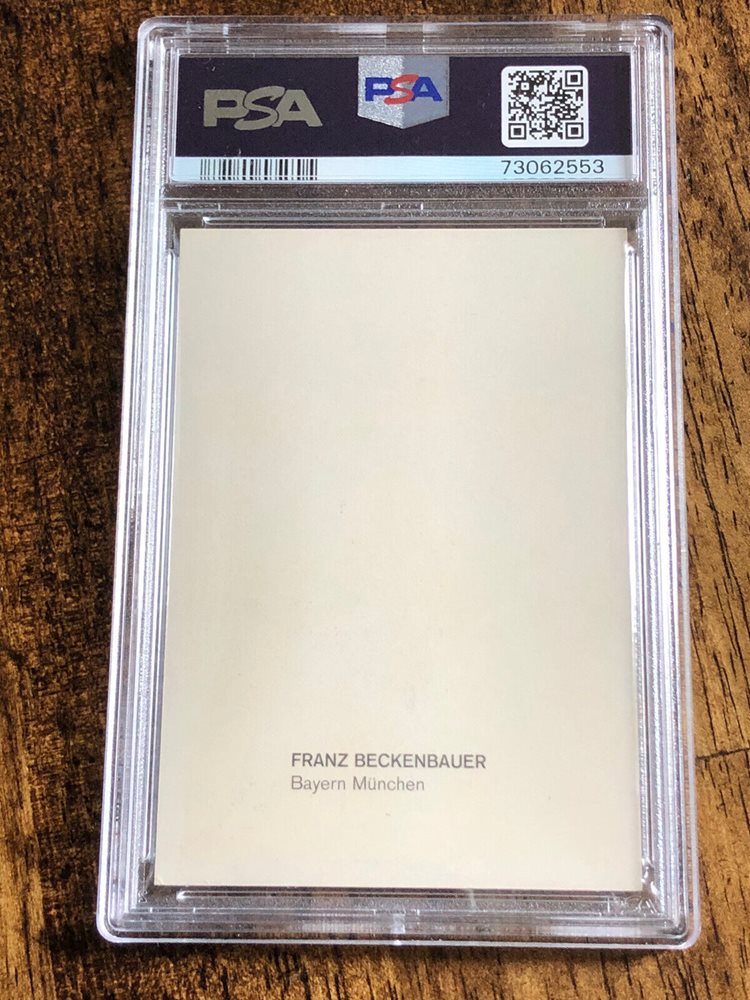 PSA
PSA
73062553
FRANZ BECKENBAUER
Bayern München